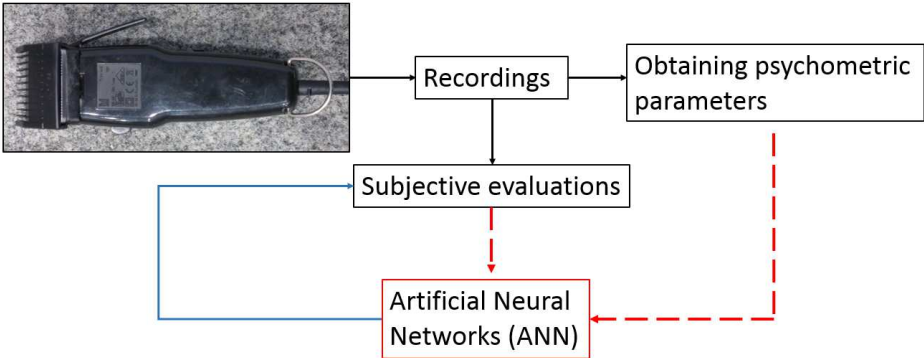 Recordings
Obtaining psychometric
parameters
Subjective evaluations
Artificial Neural
Networks (ANN)